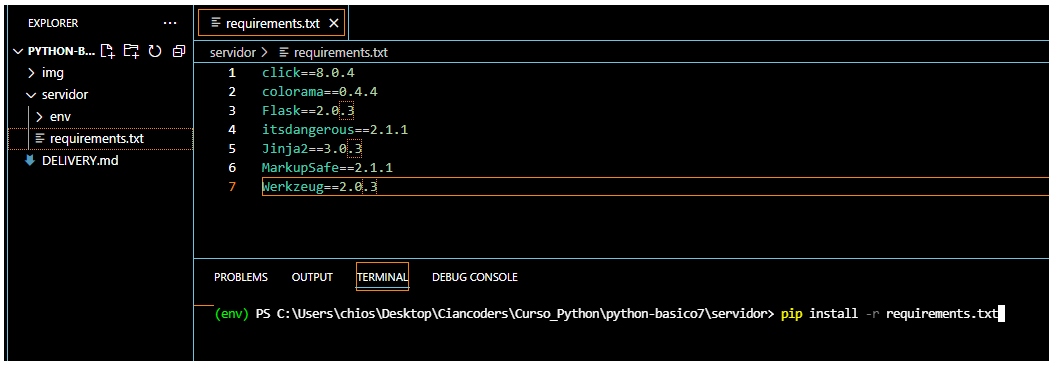 EXPLORER ···
PYTHON-B...
img
servidor
env
requirements.txt
DELIVERY.md
requirements.txt
servidor > requirements.txt
1 click==8.0.4
2 colorama==0.4.4
3 Flask==2.0.3
4 itsdangerous==2.1.1
5 Jinja2==3.0.3
6 MarkupSafe==2.1.1
7 Werkzeug==2.0.3
PROBLEMS OUTPUT TERMINAL DEBUG CONSOLE
(env) PS C:\Users\chios\Desktop\Ciancoders\Curso_Python\python-basico7\servidor> pip install -r requirements.txt